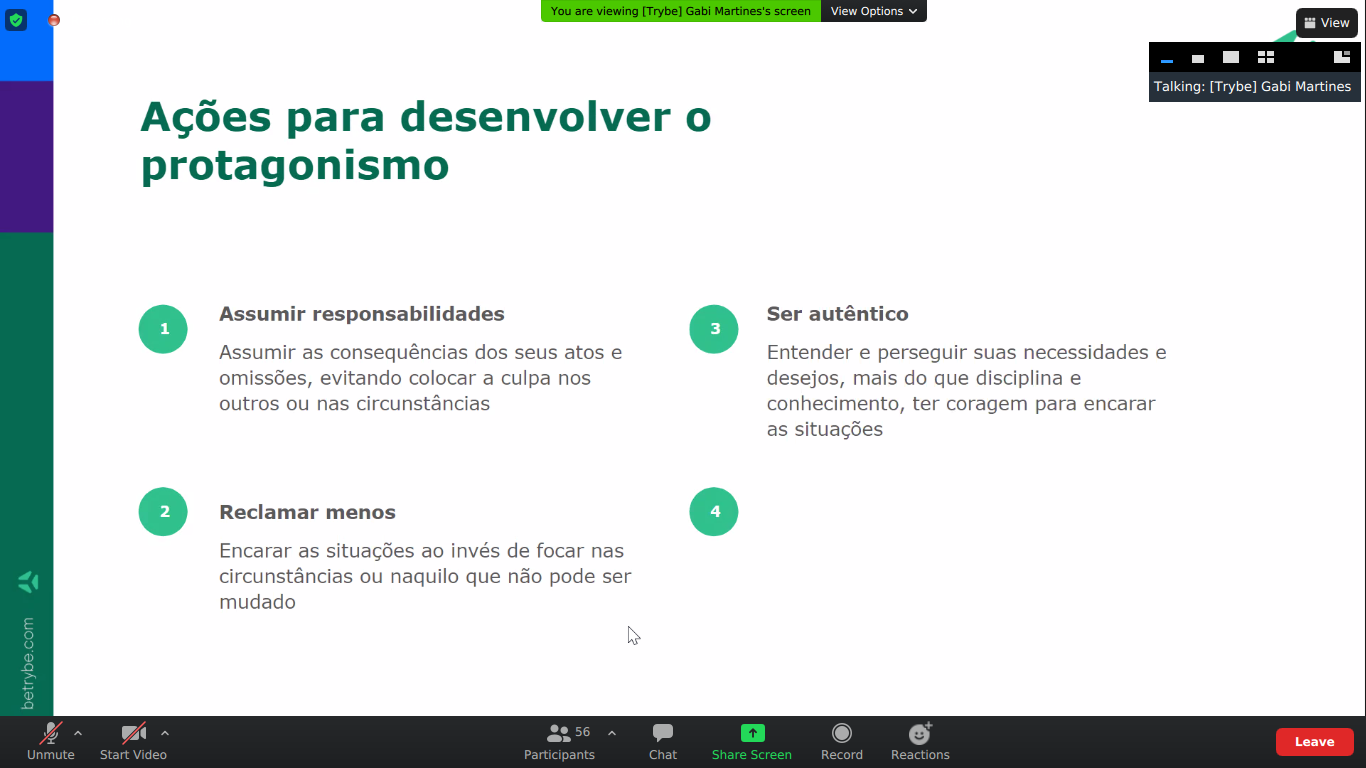 You are viewing [Trybe] Gabi Martines's screen
View Options
View
Talking: [Trybe] Gabi Martines
Ações para desenvolver o
protagonismo
1
Assumir responsabilidades
Assumir as consequências dos seus atos e
omissões, evitando colocar a culpa nos
outros ou nas circunstâncias
2
Reclamar menos
Encarar as situações ao invés de focar nas
circunstâncias ou naquilo que não pode ser
mudado
3
Ser autêntico
Entender e perseguir suas necessidades e
desejos, mais do que disciplina e
conhecimento, ter coragem para encarar
as situações
4
betrybe.com
Unmute
Start Video
Participants
56
Chat
Share Screen
Record
Reactions
Leave